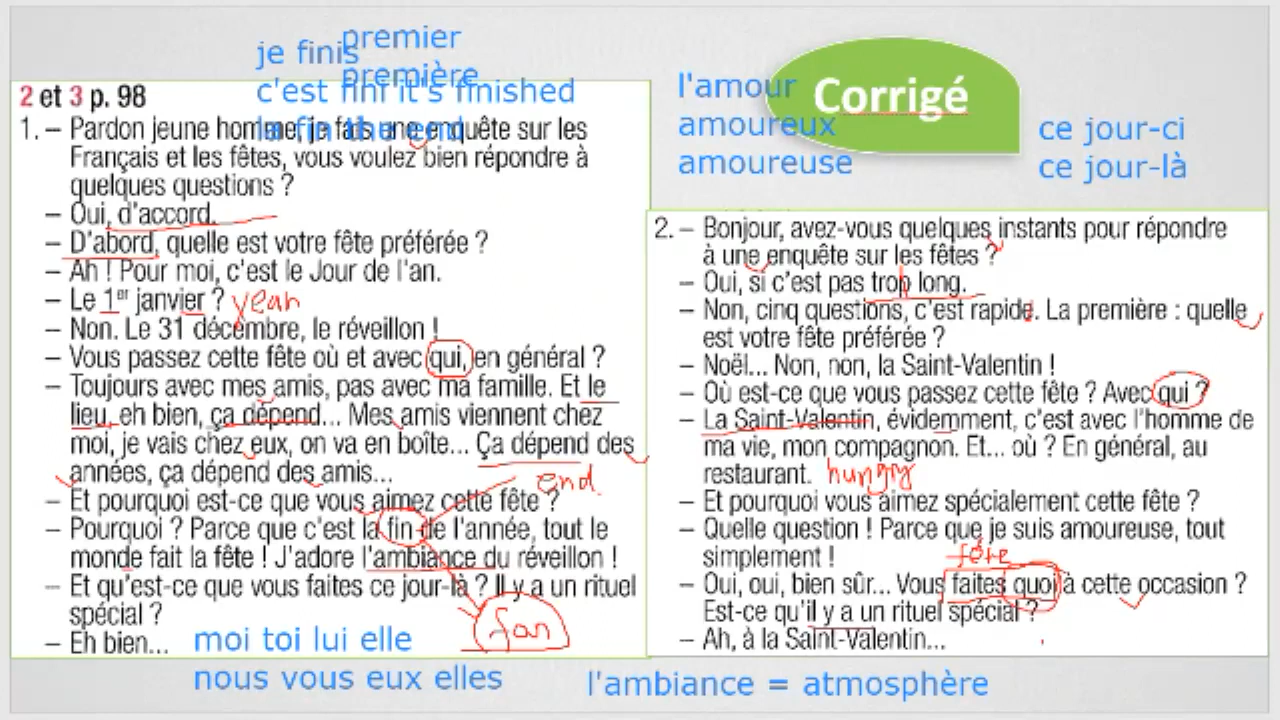 premier
je finis
première
c'est fini it's finished
la fin the end
l'amour
amoureux
amoureuse
Corrigé
ce jour-ci
ce jour-là
2 et 3 p. 98
1. – Pardon jeune homme, je fais une enquête sur les
Français et les fêtes, vous voulez bien répondre à
quelques questions ?
– Oui, d'accord.
– D'abord, quelle est votre fête préférée ?
– Ah ! Pour moi, c'est le Jour de l'an.
– Le 1er janvier ? yean
– Non. Le 31 décembre, le réveillon !
– Vous passez cette fête où et avec qui, en général ?
– Toujours avec mes amis, pas avec ma famille. Et le
lieu, eh bien, ça dépend... Mes amis viennent chez
moi, je vais chez eux, on va en boîte... Ça dépend des
années, ça dépend des amis...
end
– Et pourquoi est-ce que vous aimez cette fête ?
– Pourquoi ? Parce que c'est la fin de l'année, tout le
monde fait la fête ! J'adore l'ambiance du réveillon !
– Et qu'est-ce que vous faites ce jour-là ? Il y a un rituel
spécial ?
fan
– Eh bien...
moi toi lui elle
nous vous eux elles
2. – Bonjour, avez-vous quelques instants pour répondre
à une enquête sur les fêtes ?
– Oui, si c'est pas trop long.
– Non, cinq questions, c'est rapide. La première : quelle
est votre fête préférée ?
– Noël... Non, non, la Saint-Valentin !
– Où est-ce que vous passez cette fête ? Avec qui ?
– La Saint-Valentin, évidemment, c'est avec l'homme de
ma vie, mon compagnon. Et... où ? En général, au
restaurant. hungry
– Et pourquoi vous aimez spécialement cette fête ?
– Quelle question ! Parce que je suis amoureuse, tout
simplement !
fête
– Oui, oui, bien sûr... Vous faites quoi à cette occasion ?
Est-ce qu'il y a un rituel spécial ?
– Ah, à la Saint-Valentin...
l'ambiance = atmosphère